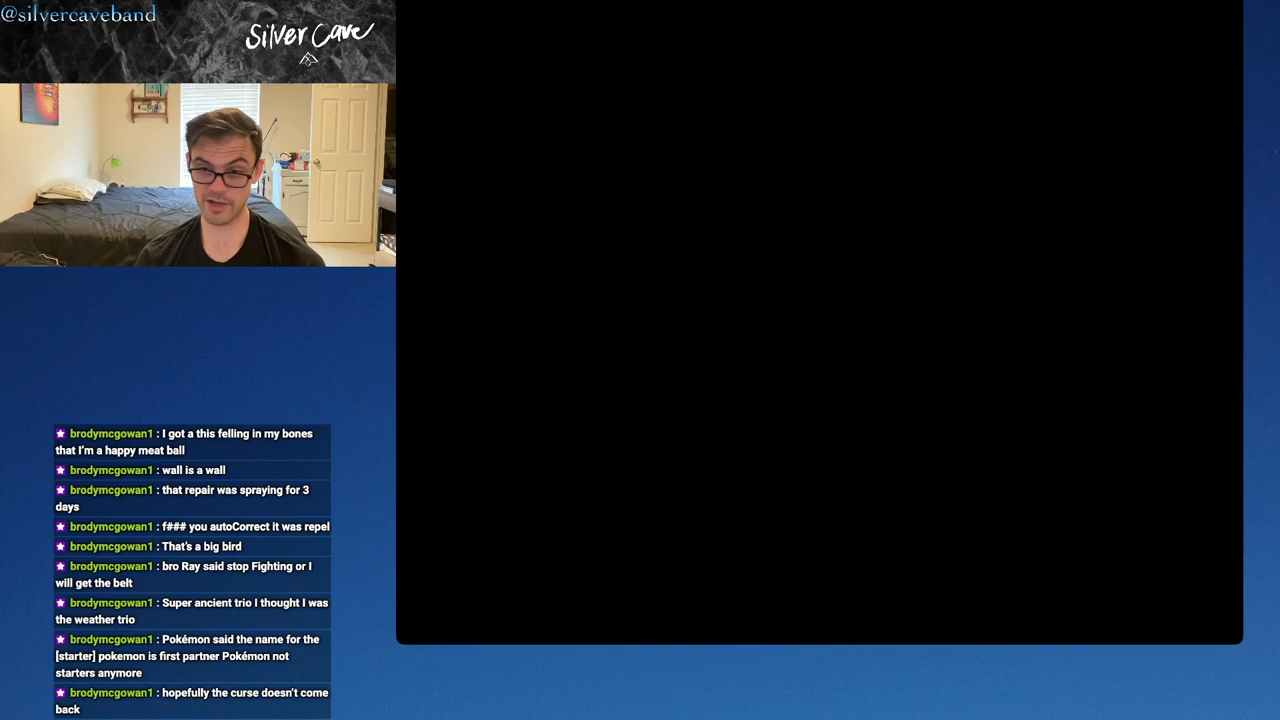 @silvercaveband
Silver Cave
brodymcgowan1 : I got a this felling in my bones
that I'm a happy meat ball
brodymcgowan1 : wall is a wall
brodymcgowan1 : that repair was spraying for 3
days
brodymcgowan1 : f### you autoCorrect it was repel
brodymcgowan1 : That's a big bird
brodymcgowan1 : bro Ray said stop Fighting or I
will get the belt
brodymcgowan1 : Super ancient trio I thought I was
the weather trio
brodymcgowan1 : Pokémon said the name for the
[starter] pokemon is first partner Pokémon not
starters anymore
brodymcgowan1 : hopefully the curse doesn't come
back